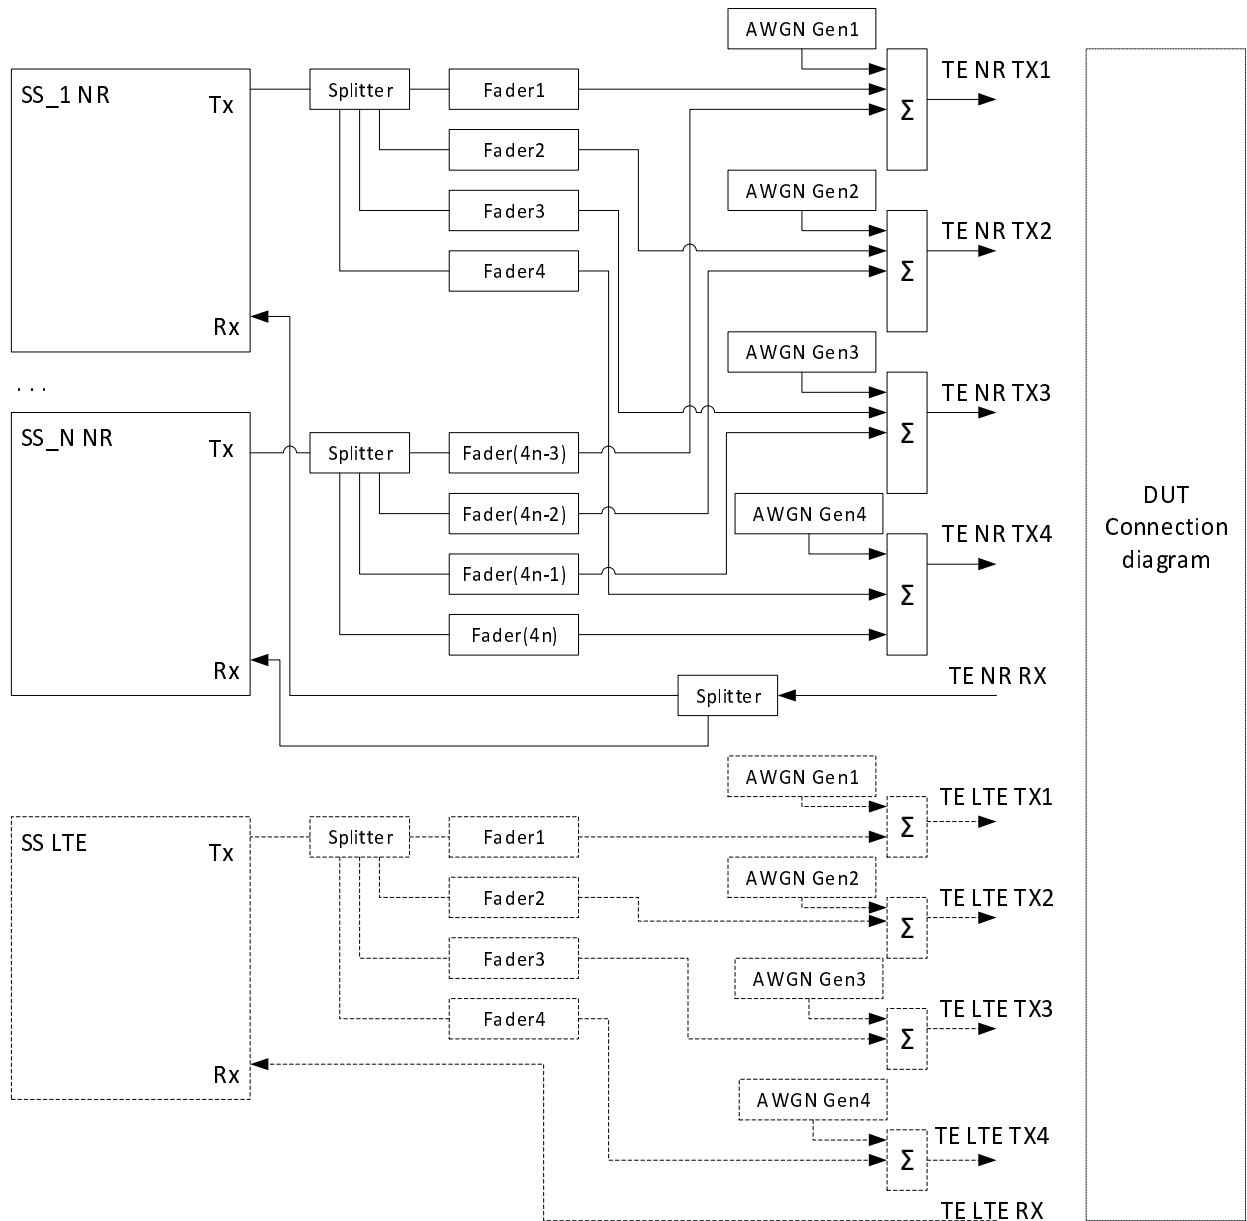 AWGN Gen1
TE NR TX1
SS_1 NR
Tx
Splitter
Fader1
Σ
Fader2
AWGN Gen2
Fader3
TE NR TX2
Fader4
Σ
Rx
AWGN Gen3
. . .
TE NR TX3
SS_N NR
Tx
Splitter
Fader(4n-3)
Σ
Fader(4n-2)
AWGN Gen4
TE NR TX4
DUT
Connection
diagram
Fader(4n-1)
Σ
Fader(4n)
Rx
TE NR RX
Splitter
AWGN Gen1
TE LTE TX1
SS LTE
Tx
Splitter
Fader1
Σ
AWGN Gen2
Fader2
TE LTE TX2
Σ
Fader3
AWGN Gen3
TE LTE TX3
Fader4
Σ
Rx
AWGN Gen4
TE LTE TX4
Σ
TE LTE RX